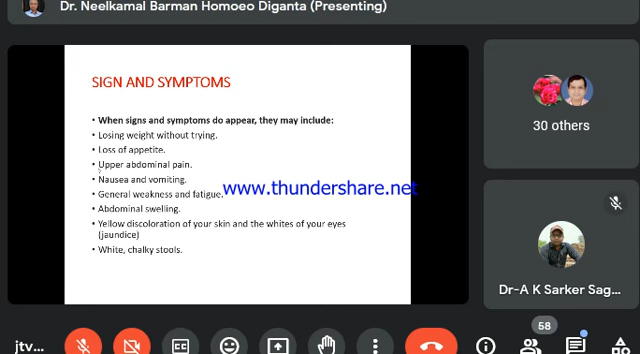 Dr. Neelkamal Barman Homoeo Diganta (Presenting)
SIGN AND SYMPTOMS
When signs and symptoms do appear, they may include:
Losing weight without trying.
Loss of appetite.
Upper abdominal pain.
Nausea and vomiting.
General weakness and fatigue.
Abdominal swelling.
Yellow discoloration of your skin and the whites of your eyes
(jaundice)
White, chalky stools.
www.thundershare.net
30 others
Dr-A K Sarker Sag...
jtv...
CC
58